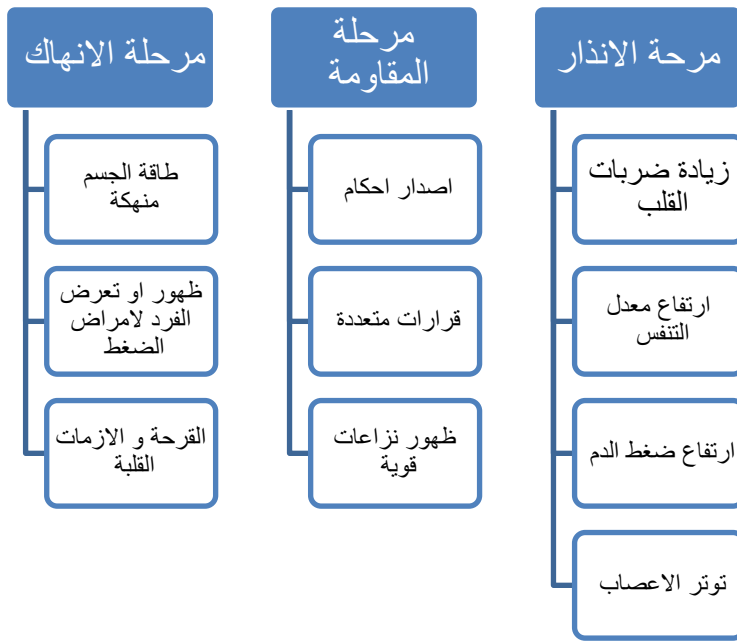 مرحة الانذار
زيادة ضربات
القلب
ارتفاع معدل
التنفس
ارتفاع ضغط الدم
توتر الاعصاب
مرحلة
المقاومة
اصدار احكام
قرارات متعددة
ظهور نزاعات
قوية
مرحلة الانهاك
طاقة الجسم
منهكة
ظهور او تعرض
الفرد لامراض
الضغط
القرحة و الازمات
القلبة